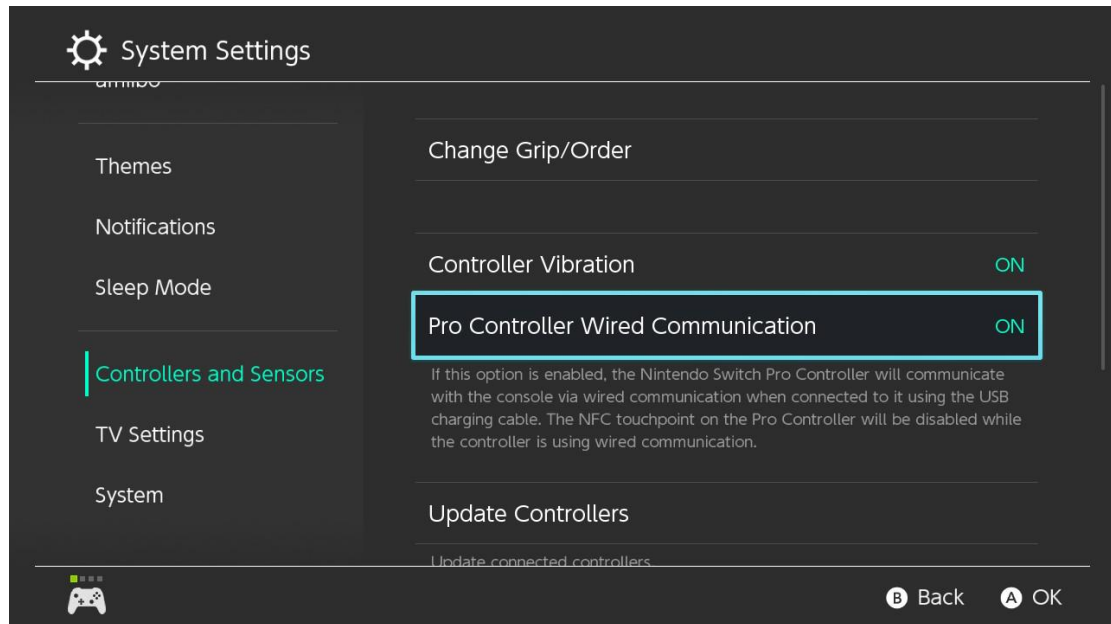 System Settings
amiibo
Themes
Notifications
Sleep Mode
Controllers and Sensors
TV Settings
System
Change Grip/Order
Controller Vibration ON
Pro Controller Wired Communication ON
If this option is enabled, the Nintendo Switch Pro Controller will communicate
with the console via wired communication when connected to it using the USB
charging cable. The NFC touchpoint on the Pro Controller will be disabled while
the controller is using wired communication.
Update Controllers
Update connected controllers.
B Back A OK